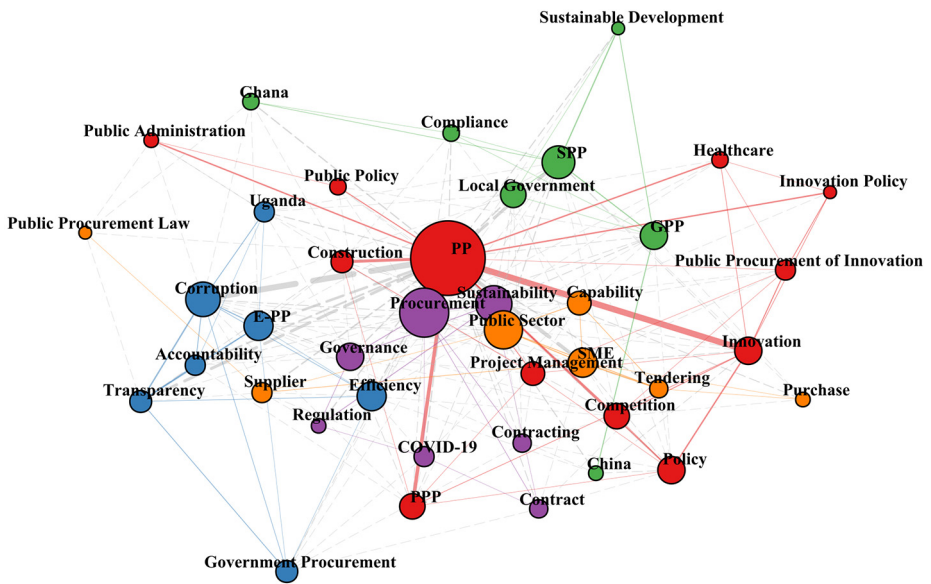 Sustainable Development
Ghana
Compliance
Public Administration
SPP
Healthcare
Public Policy
Local Government
Innovation Policy
Uganda
Public Procurement Law
GPP
PP
Construction
Public Procurement of Innovation
Corruption
Sustainability
Capability
Procurement
E-PP
Public Sector
Innovation
Governance
Accountability
SME
Project Management
Transparency
Supplier
Efficiency
Tendering
Purchase
Competition
Regulation
Contracting
COVID-19
China
Policy
PPP
Contract
Government Procurement